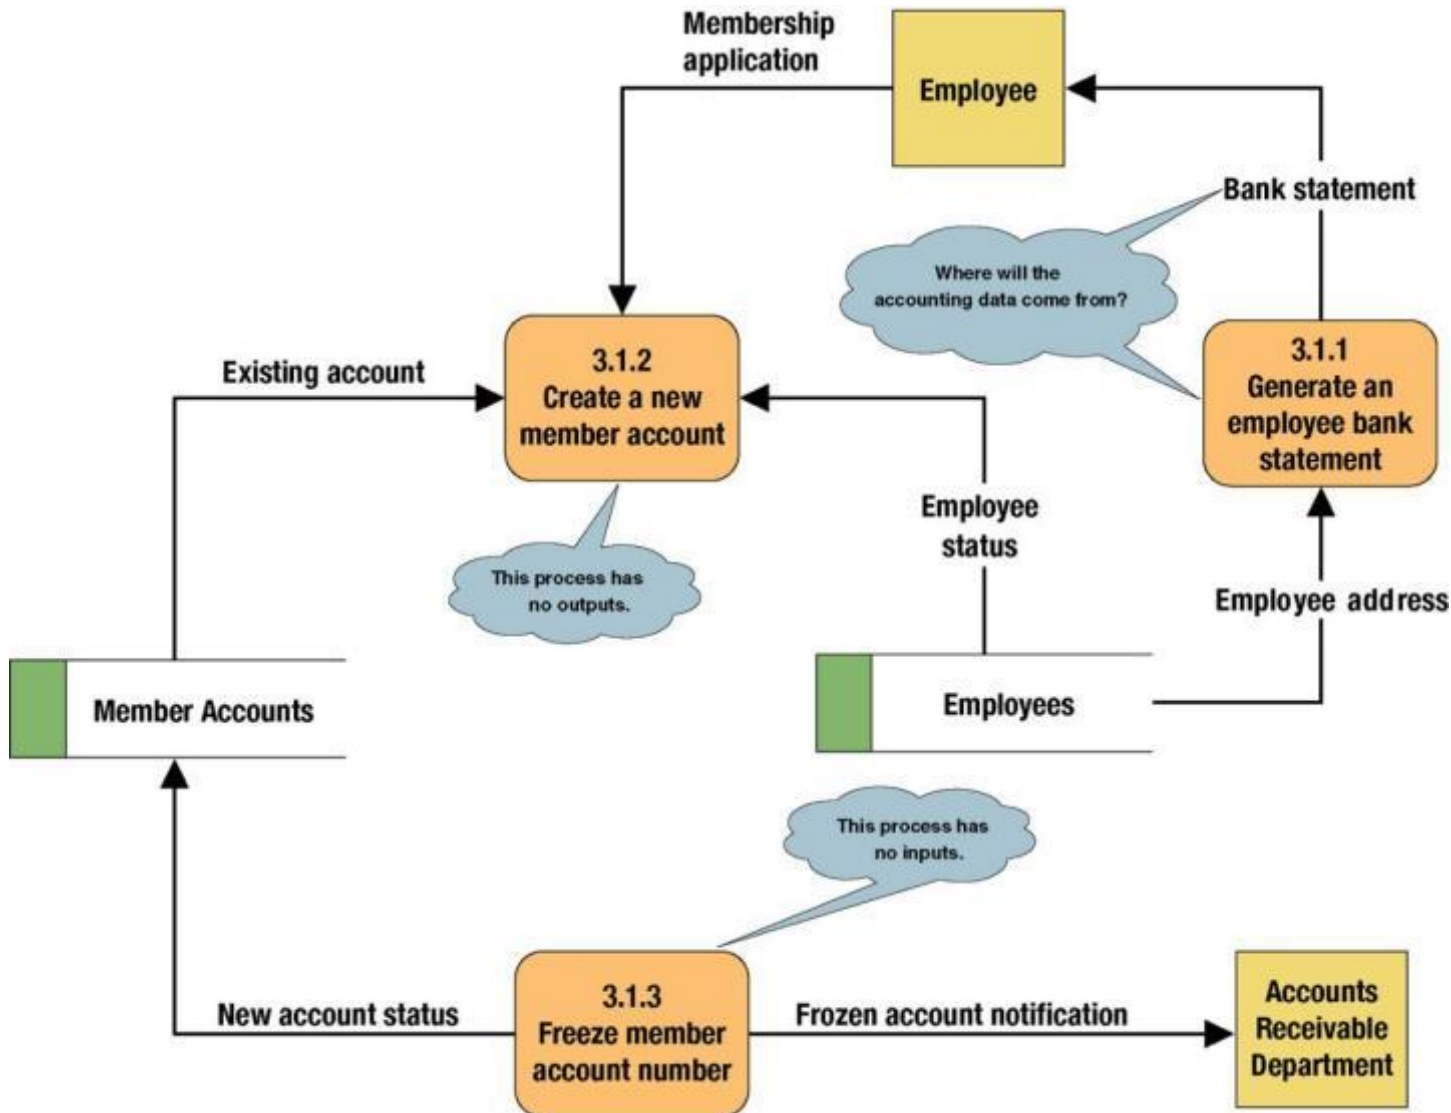 Membership
application
Employee
Bank statement
Where will the
accounting data come from?
3.1.2
Create a new
member account
3.1.1
Generate an
employee bank
statement
Existing account
Employee
status
This process has
no outputs.
Employee address
Member Accounts
Employees
This process has
no inputs.
New account status
3.1.3
Freeze member
account number
Frozen account notification
Accounts
Receivable
Department